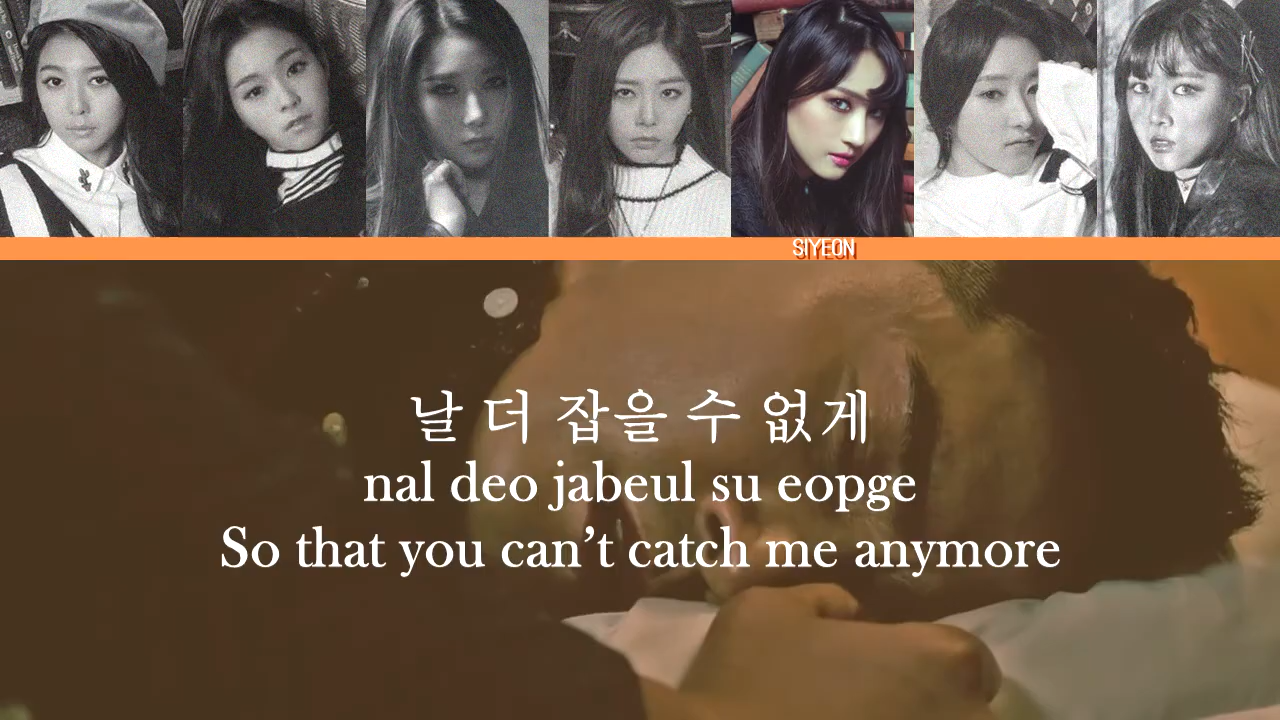 SIYEON
날 더 잡을 수 없게
nal deo jabeul su eopge
So that you can't catch me anymore